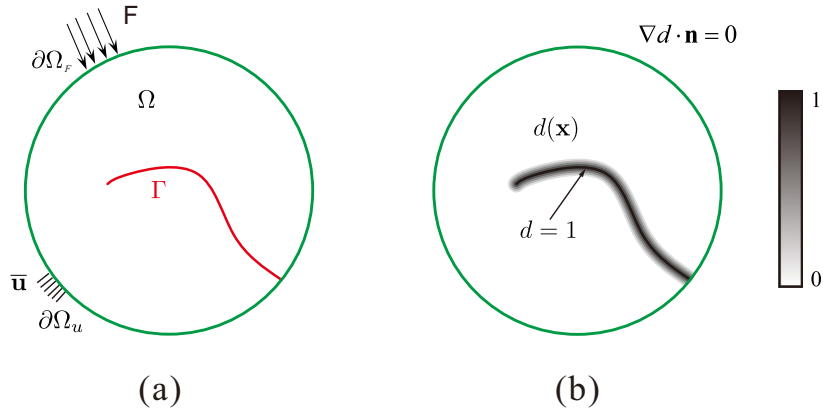 F
∂Ω_F
Ω
Γ
u̅
∂Ω_u
(a)
∇d · n = 0
d(x)
d = 1
1
0
(b)